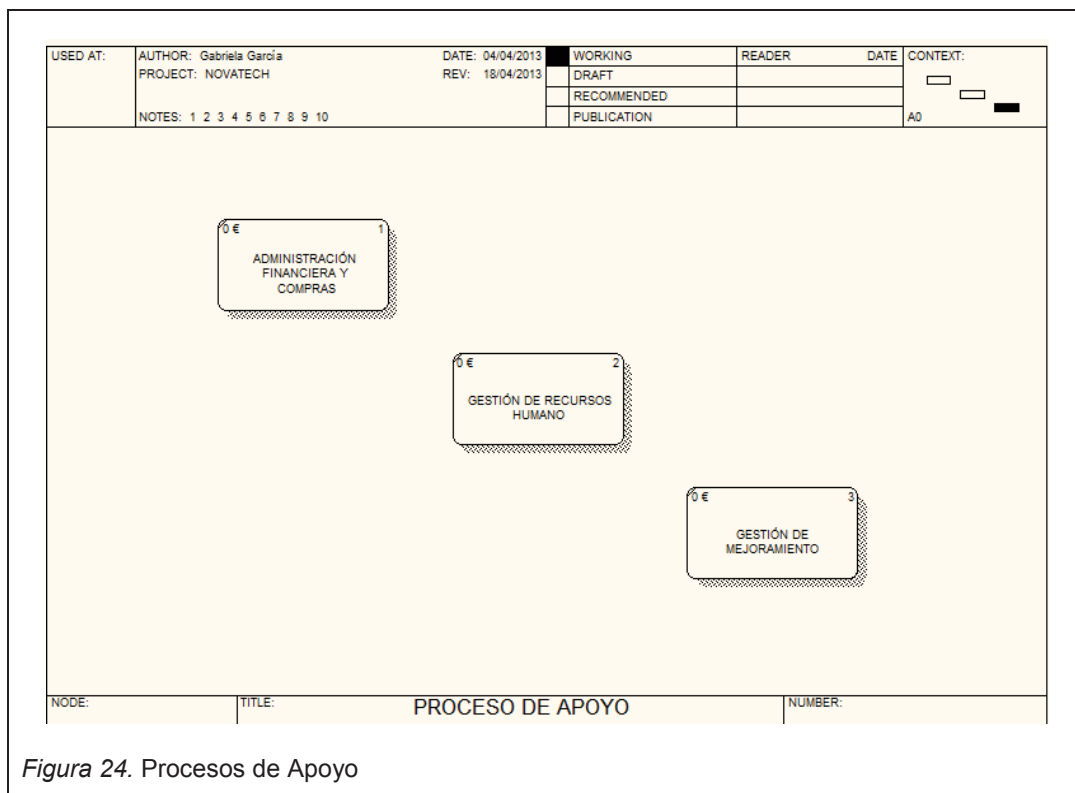 USED AT:
AUTHOR: Gabriela García
DATE: 04/04/2013
PROJECT: NOVATECH
REV: 18/04/2013
NOTES: 1 2 3 4 5 6 7 8 9 10
WORKING
DRAFT
RECOMMENDED
PUBLICATION
READER DATE
CONTEXT:
A0
0 € 1
ADMINISTRACIÓN
FINANCIERA Y
COMPRAS
0 € 2
GESTIÓN DE RECURSOS
HUMANO
0 € 3
GESTIÓN DE
MEJORAMIENTO
NODE:
TITLE:
PROCESO DE APOYO
NUMBER:
Figura 24. Procesos de Apoyo